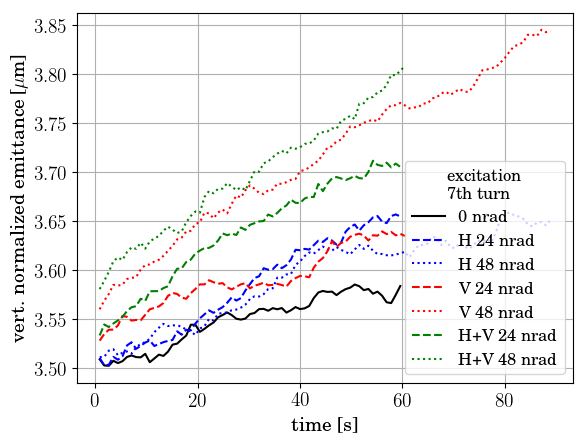 3.85
3.80
3.75
3.70
3.65
3.60
3.55
3.50
vert. normalized emittance [μm]
excitation
7th turn
0 nrad
H 24 nrad
H 48 nrad
V 24 nrad
V 48 nrad
H+V 24 nrad
H+V 48 nrad
0 20 40 60 80
time [s]